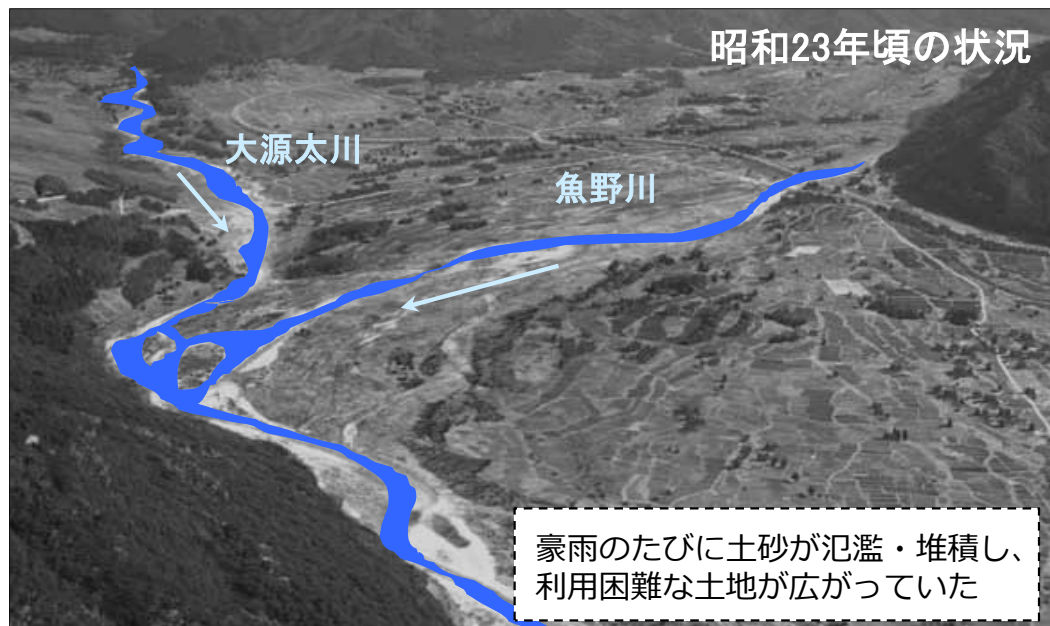 昭和23年頃の状況
大源太川
魚野川
豪雨のたびに土砂が氾濫・堆積し、
利用困難な土地が広がっていた